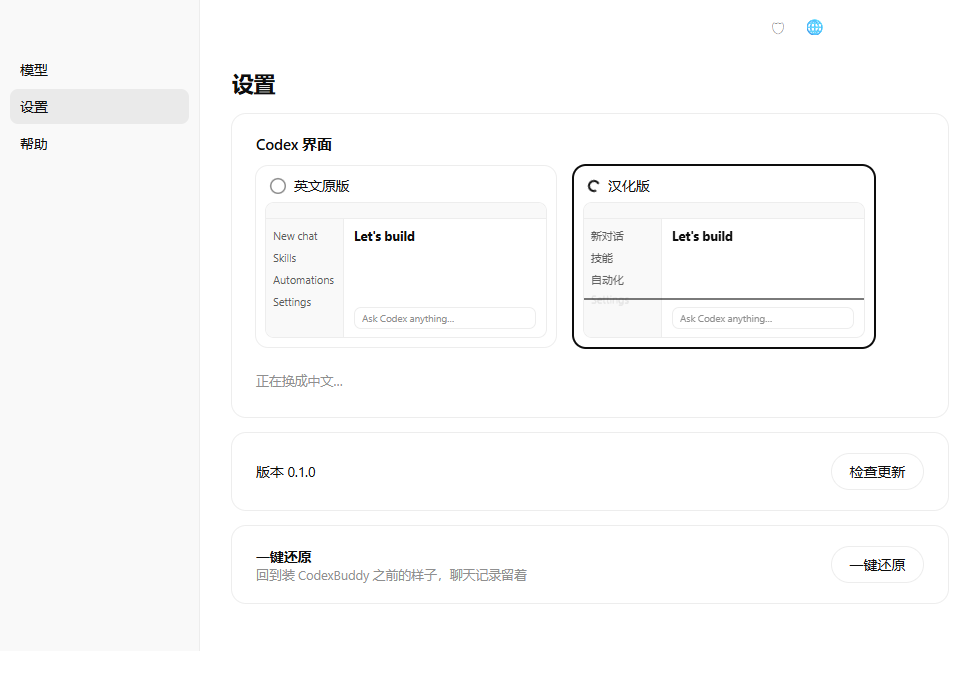 模型
设置
帮助
设置
Codex 界面
英文原版
New chat
Skills
Automations
Settings
Let's build
Ask Codex anything...
汉化版
新对话
技能
自动化
Settings
Let's build
Ask Codex anything...
正在换成中文...
版本 0.1.0
检查更新
一键还原
回到装 CodexBuddy 之前的样子，聊天记录留着
一键还原